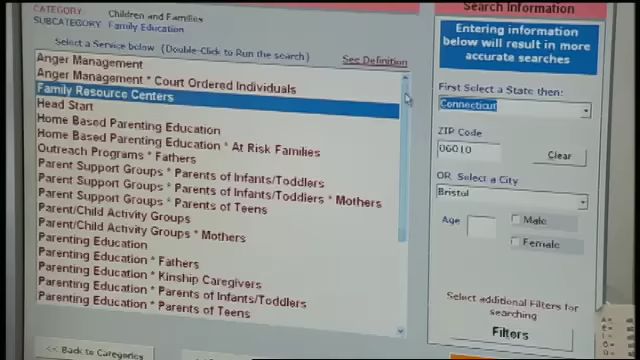 CATEGORY: Children and Families
SUBCATEGORY: Family Education
Select a Service below (Double-Click to Run the search)
See Definition
Anger Management
Anger Management * Court Ordered Individuals
Family Resource Centers
Head Start
Home Based Parenting Education
Home Based Parenting Education * At Risk Families
Outreach Programs * Fathers
Parent Support Groups * Parents of Infants/Toddlers
Parent Support Groups * Parents of Infants/Toddlers * Mothers
Parent Support Groups * Parents of Teens
Parent/Child Activity Groups
Parent/Child Activity Groups * Mothers
Parenting Education
Parenting Education * Fathers
Parenting Education * Kinship Caregivers
Parenting Education * Parents of Infants/Toddlers
Parenting Education * Parents of Teens
<< Back to Categories
Search Information
Entering information
below will result in more
accurate searches
First Select a State then:
Connecticut
ZIP Code
06010
Clear
OR Select a City
Bristol
Age
Male
Female
Select additional Filters for
searching
Filters